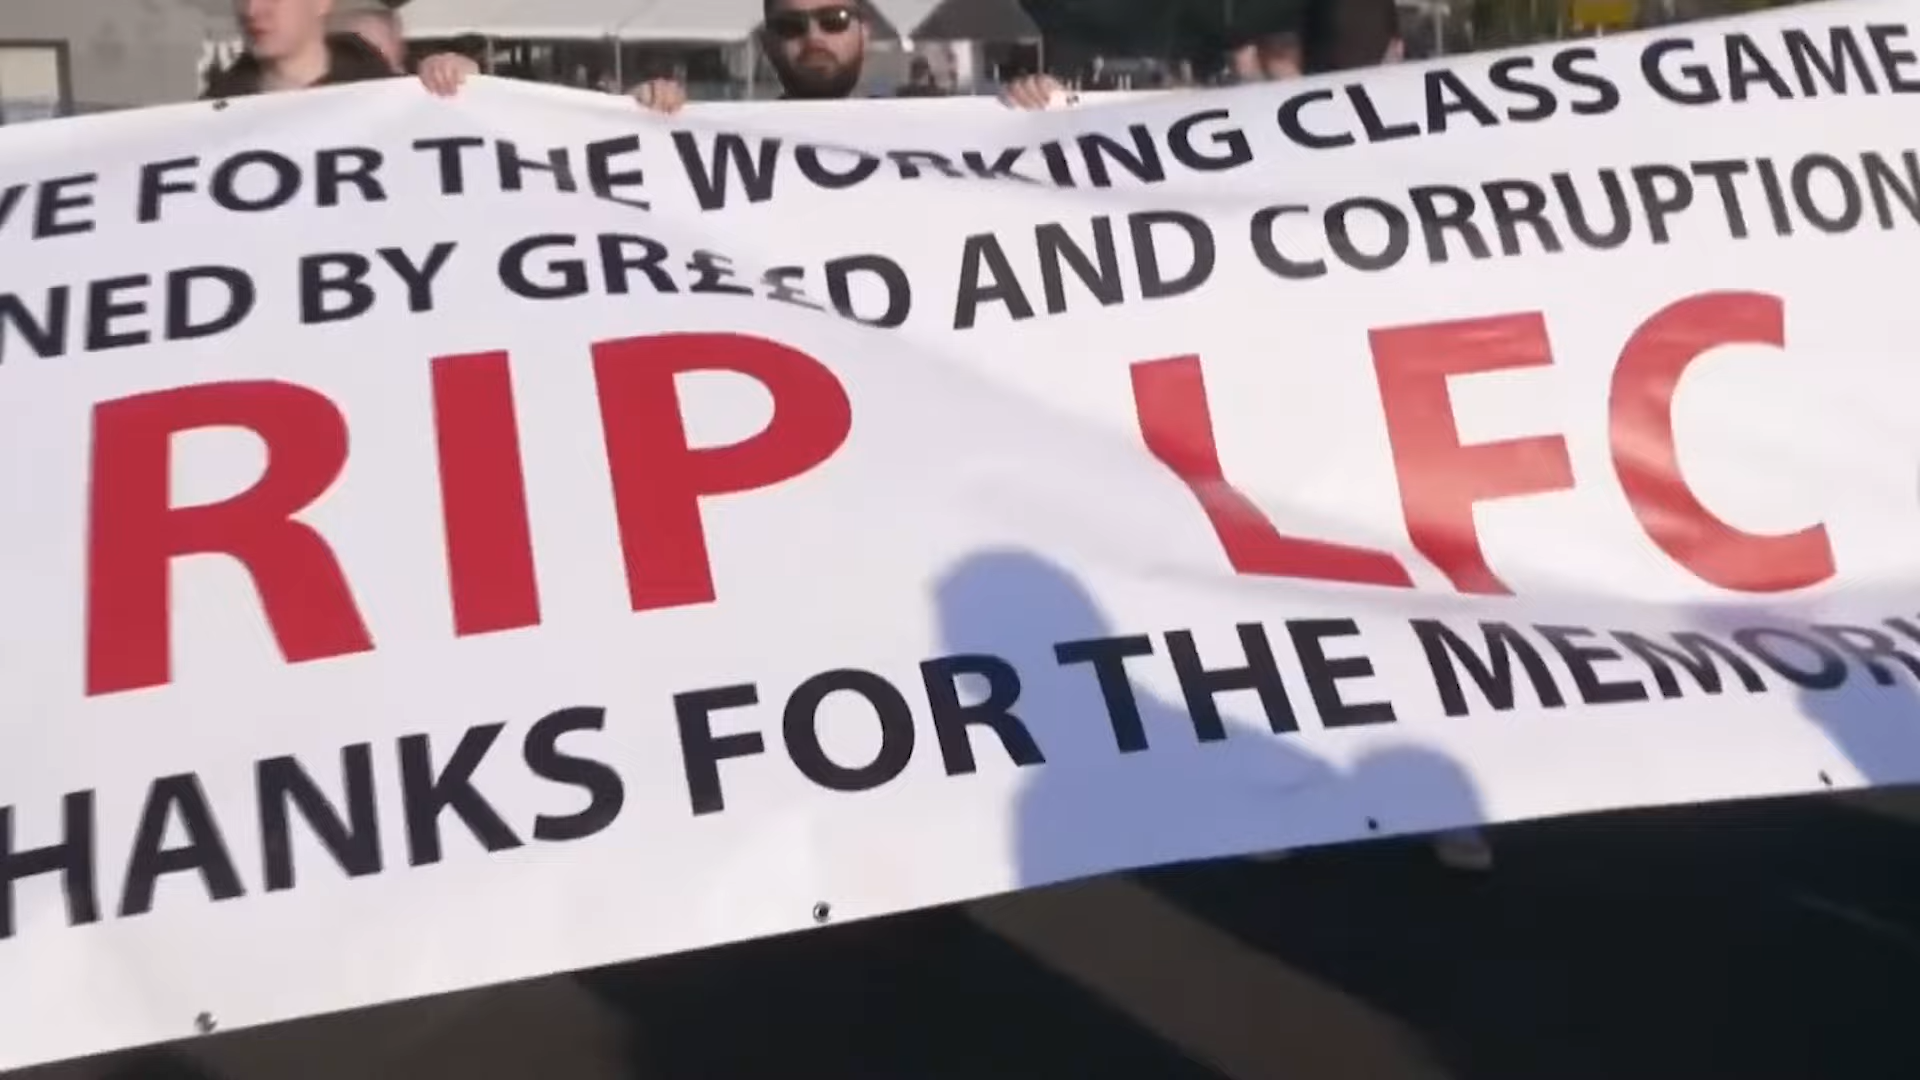 VE FOR THE WORKING CLASS GAME
NED BY GR££D AND CORRUPTION
RIP LFC
HANKS FOR THE MEMOR